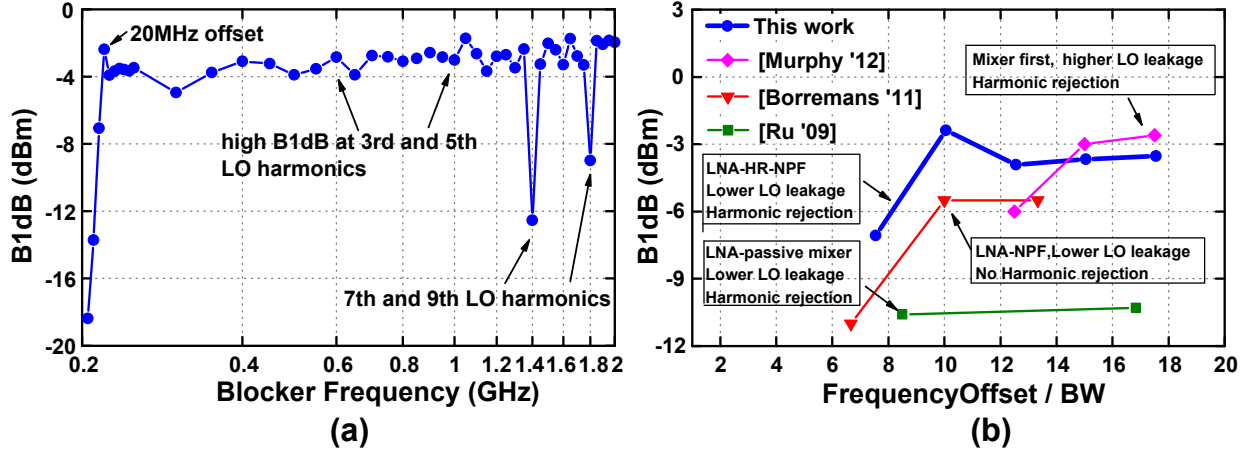 0
-4
-8
-12
-16
-20
B1dB (dBm)
20MHz offset
high B1dB at 3rd and 5th
LO harmonics
7th and 9th LO harmonics
0.2
0.4
0.6
0.8
1
1.2
1.4
1.6
1.8
2
Blocker Frequency (GHz)
(a)
3
0
-3
-6
-9
-12
B1dB (dBm)
This work
[Murphy '12]
[Borremans '11]
[Ru '09]
Mixer first, higher LO leakage
Harmonic rejection
LNA-HR-NPF
Lower LO leakage
Harmonic rejection
LNA-passive mixer
Lower LO leakage
Harmonic rejection
LNA-NPF,Lower LO leakage
No Harmonic rejection
2
4
6
8
10
12
14
16
18
20
FrequencyOffset / BW
(b)